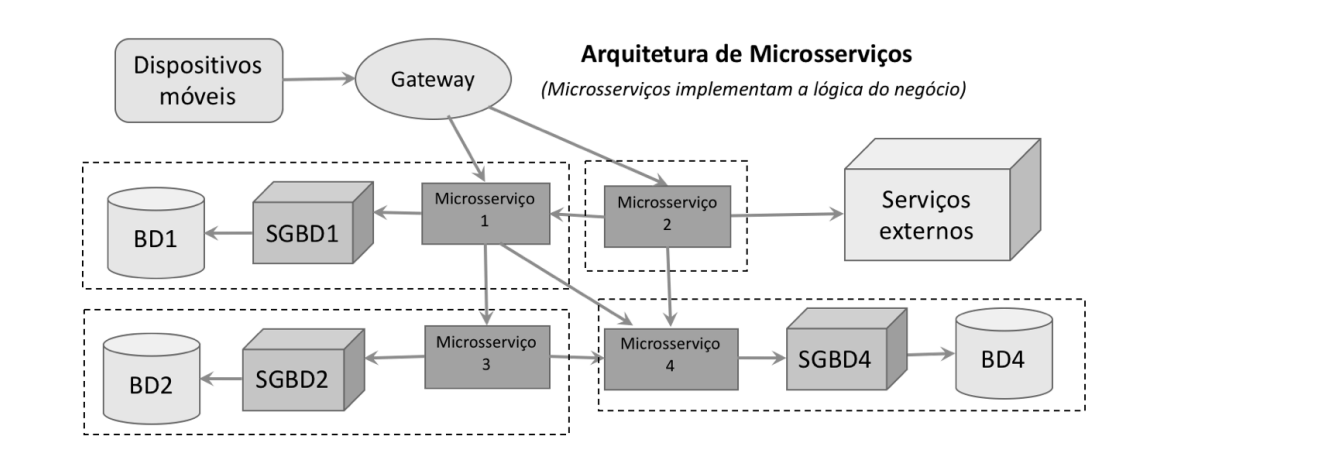 Arquitetura de Microsserviços
(Microsserviços implementam a lógica do negócio)
Dispositivos
móveis
Gateway
BD1
SGBD1
Microsserviço
1
Microsserviço
2
Serviços
externos
BD2
SGBD2
Microsserviço
3
Microsserviço
4
SGBD4
BD4